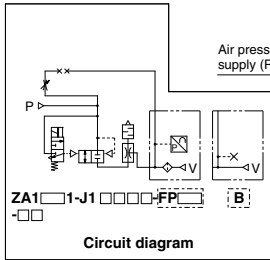 Air press
supply (P
P
P
V
V
ZA1□□1-J1 □□□□-FP□□ B
-□□
Circuit diagram